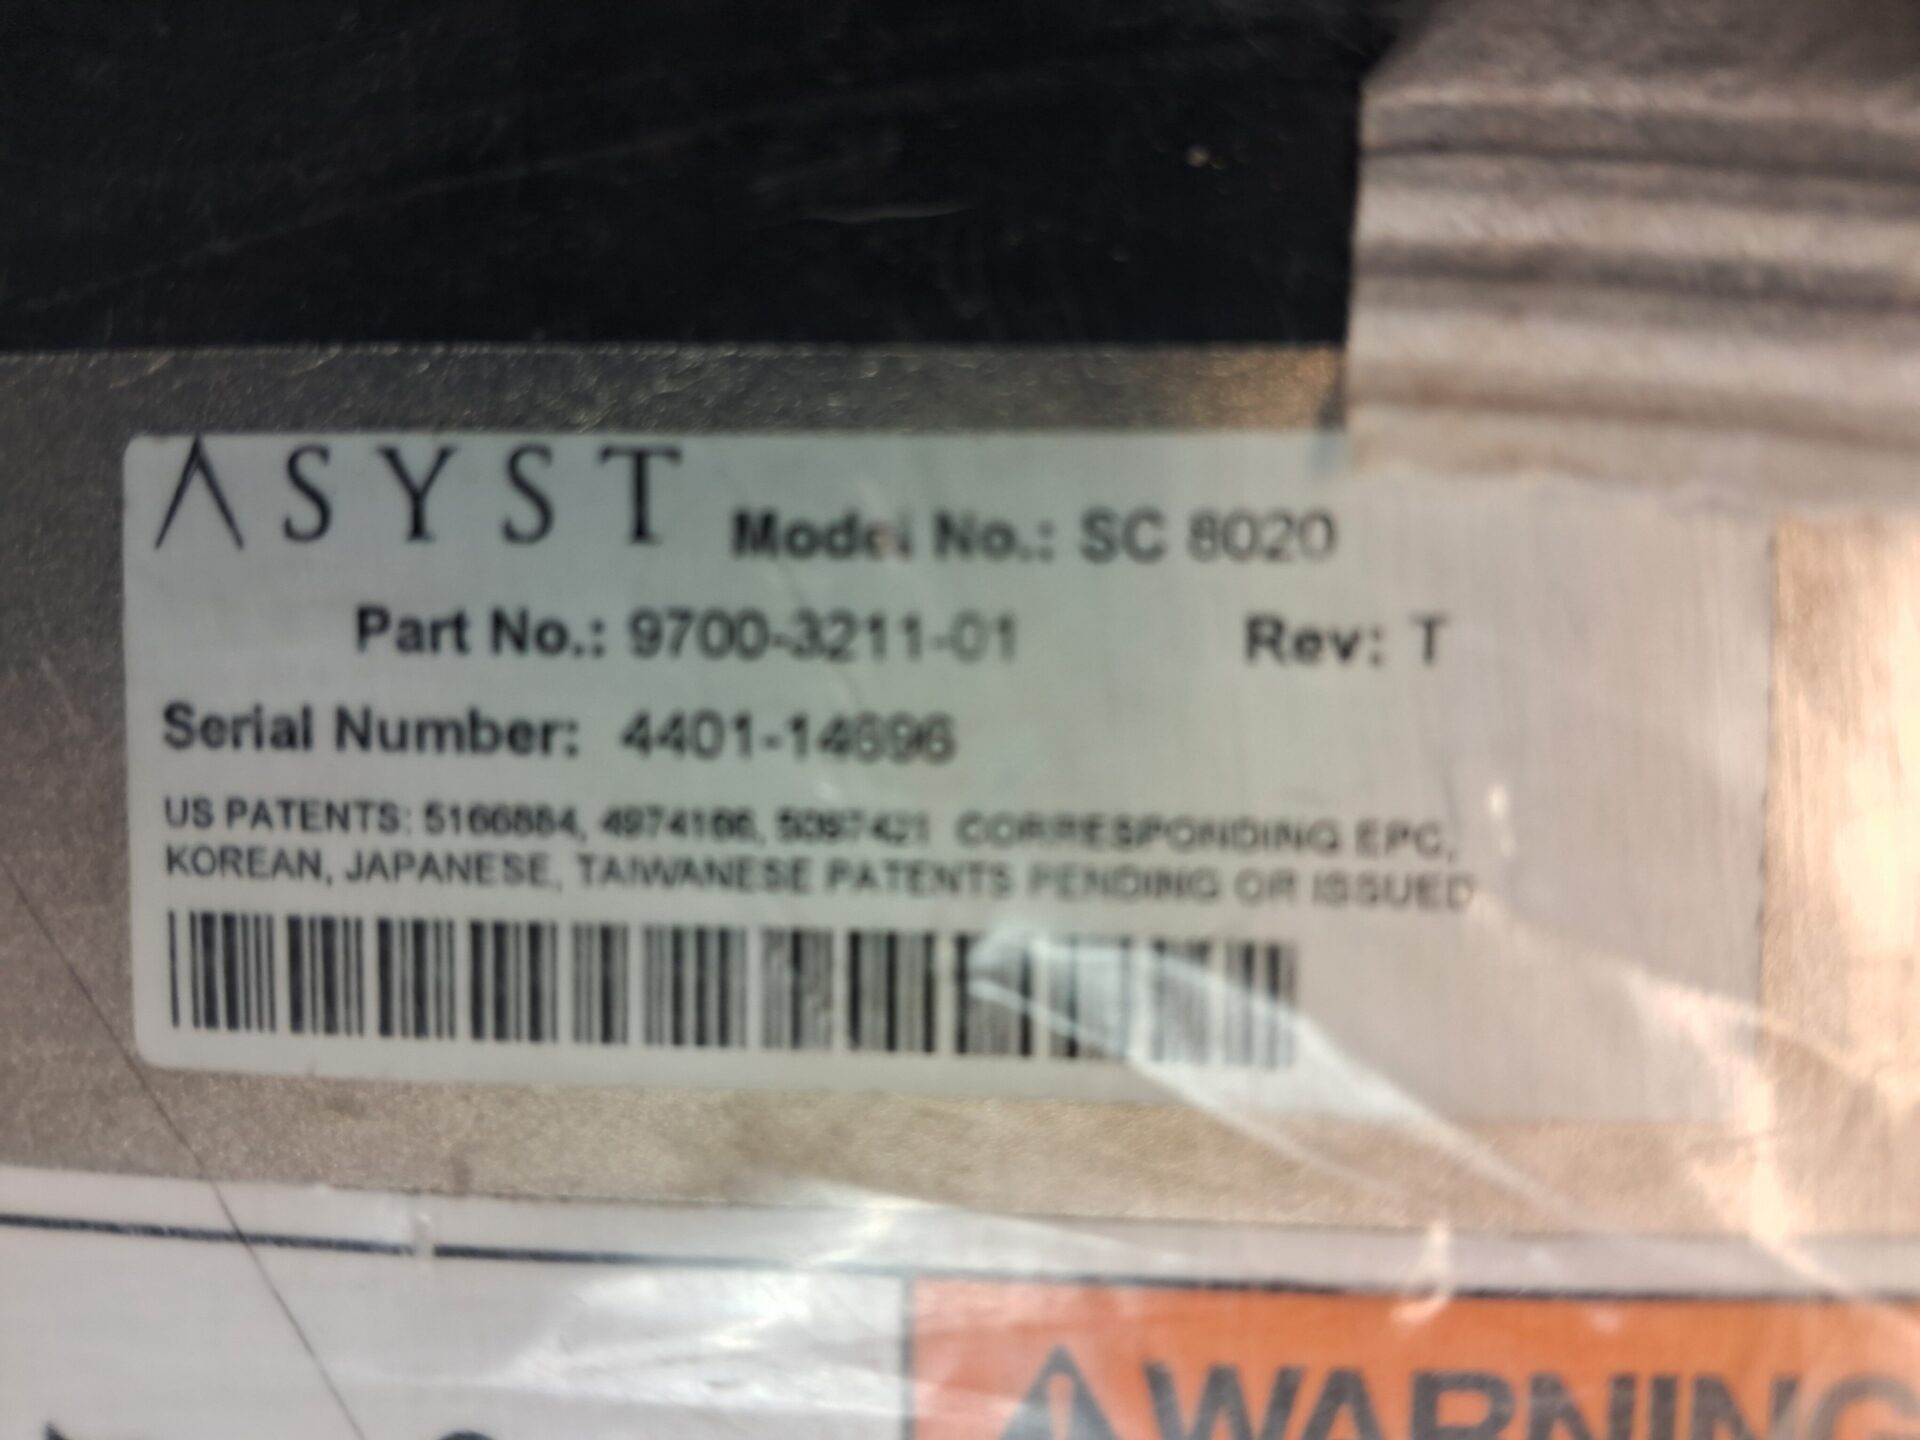 ASYST Model No.: SC 8020
Part No.: 9700-3211-01 Rev: T
Serial Number: 4401-14696
US PATENTS: 5166884, 4974166, 5097421 CORRESPONDING EPC,
KOREAN, JAPANESE, TAIWANESE PATENTS PENDING OR ISSUED
WARNING